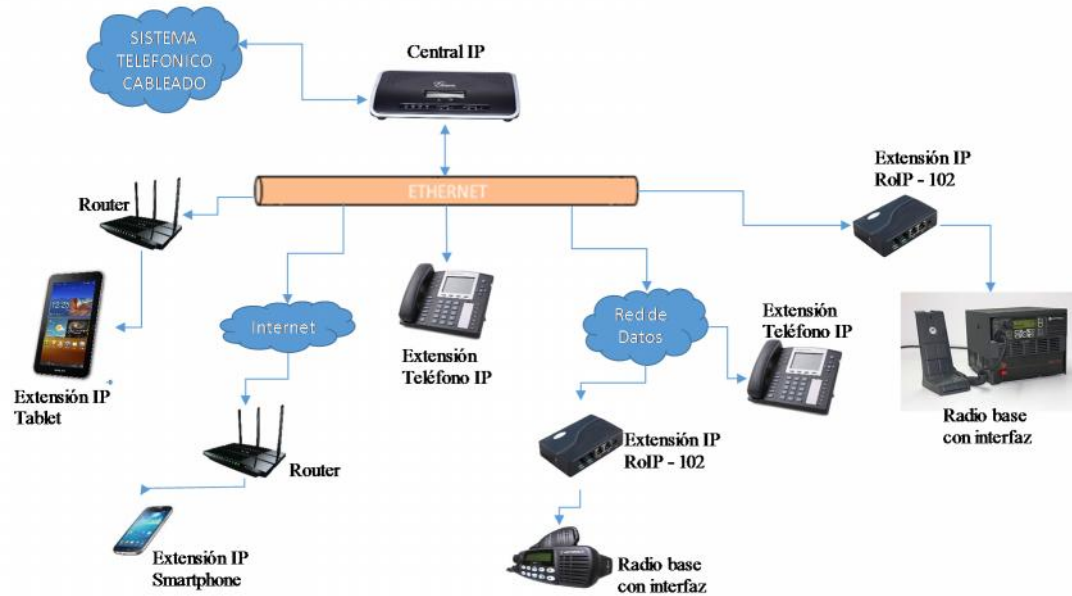 SISTEMA
TELEFONICO
CABLEADO
Central IP
ETHERNET
Extensión IP
RoIP - 102
Router
Internet
Extensión
Teléfono IP
Red de
Datos
Extensión
Teléfono IP
Extensión IP
Tablet
Router
Extensión IP
RoIP - 102
Radio base
con interfaz
Extensión IP
Smartphone
Radio base
con interfaz